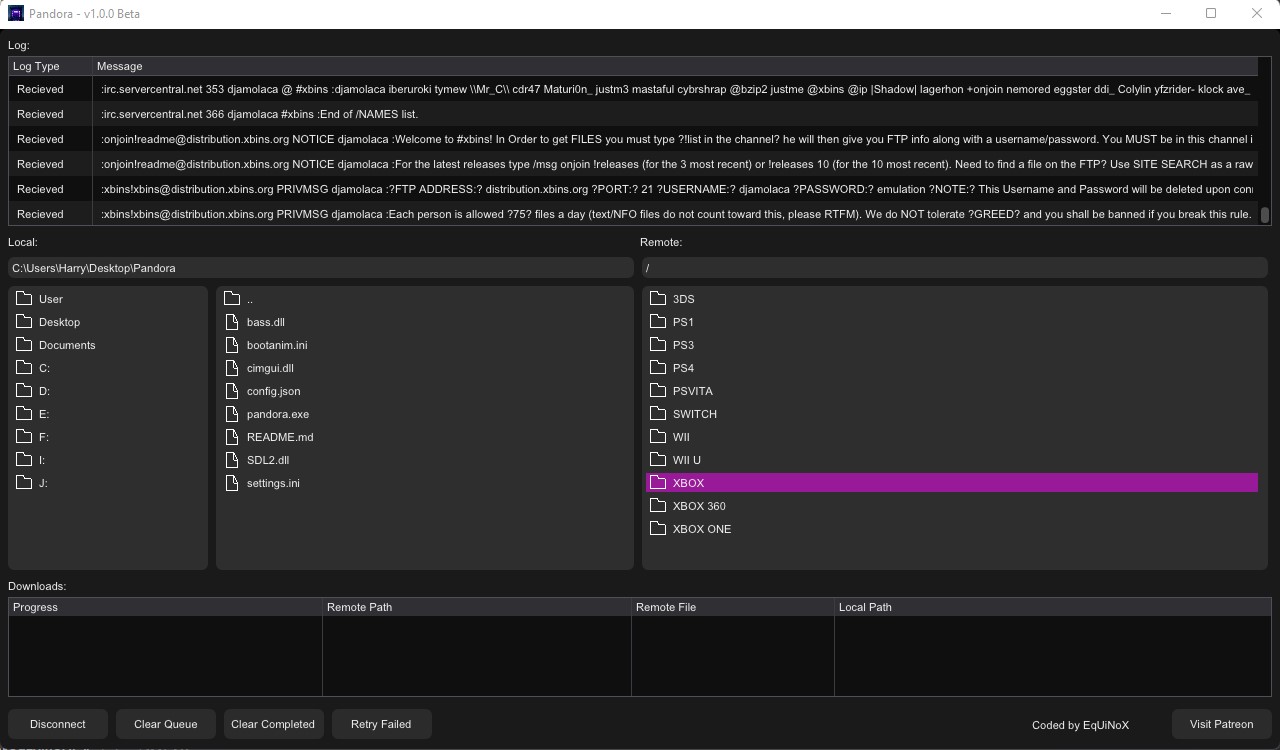 Pandora - v1.0.0 Beta
Log:
Log Type Message
Recieved :irc.servercentral.net 353 djamolaca @ #xbins :djamolaca iberuroki tymew \\Mr_C\\ cdr47 Maturi0n_ justm3 mastaful cybrshrap @bzip2 justme @xbins @ip |Shadow| lagerhon +onjoin nemored eggster ddi_ Colylin yfzrider- klock ave_
Recieved :irc.servercentral.net 366 djamolaca #xbins :End of /NAMES list.
Recieved :onjoin!readme@distribution.xbins.org NOTICE djamolaca :Welcome to #xbins! In Order to get FILES you must type ?!list in the channel? he will then give you FTP info along with a username/password. You MUST be in this channel i
Recieved :onjoin!readme@distribution.xbins.org NOTICE djamolaca :For the latest releases type /msg onjoin !releases (for the 3 most recent) or !releases 10 (for the 10 most recent). Need to find a file on the FTP? Use SITE SEARCH as a raw
Recieved :xbins!xbins@distribution.xbins.org PRIVMSG djamolaca :?FTP ADDRESS:? distribution.xbins.org ?PORT:? 21 ?USERNAME:? djamolaca ?PASSWORD:? emulation ?NOTE:? This Username and Password will be deleted upon con
Recieved :xbins!xbins@distribution.xbins.org PRIVMSG djamolaca :Each person is allowed ?75? files a day (text/NFO files do not count toward this, please RTFM). We do NOT tolerate ?GREED? and you shall be banned if you break this rule.
Local:
C:\Users\Harry\Desktop\Pandora
User
Desktop
Documents
C:
D:
E:
F:
I:
J:
..
bass.dll
bootanim.ini
cimgui.dll
config.json
pandora.exe
README.md
SDL2.dll
settings.ini
Remote:
/
3DS
PS1
PS3
PS4
PSVITA
SWITCH
WII
WII U
XBOX
XBOX 360
XBOX ONE
Downloads:
Progress Remote Path Remote File Local Path
Disconnect Clear Queue Clear Completed Retry Failed Coded by EqUiNoX Visit Patreon